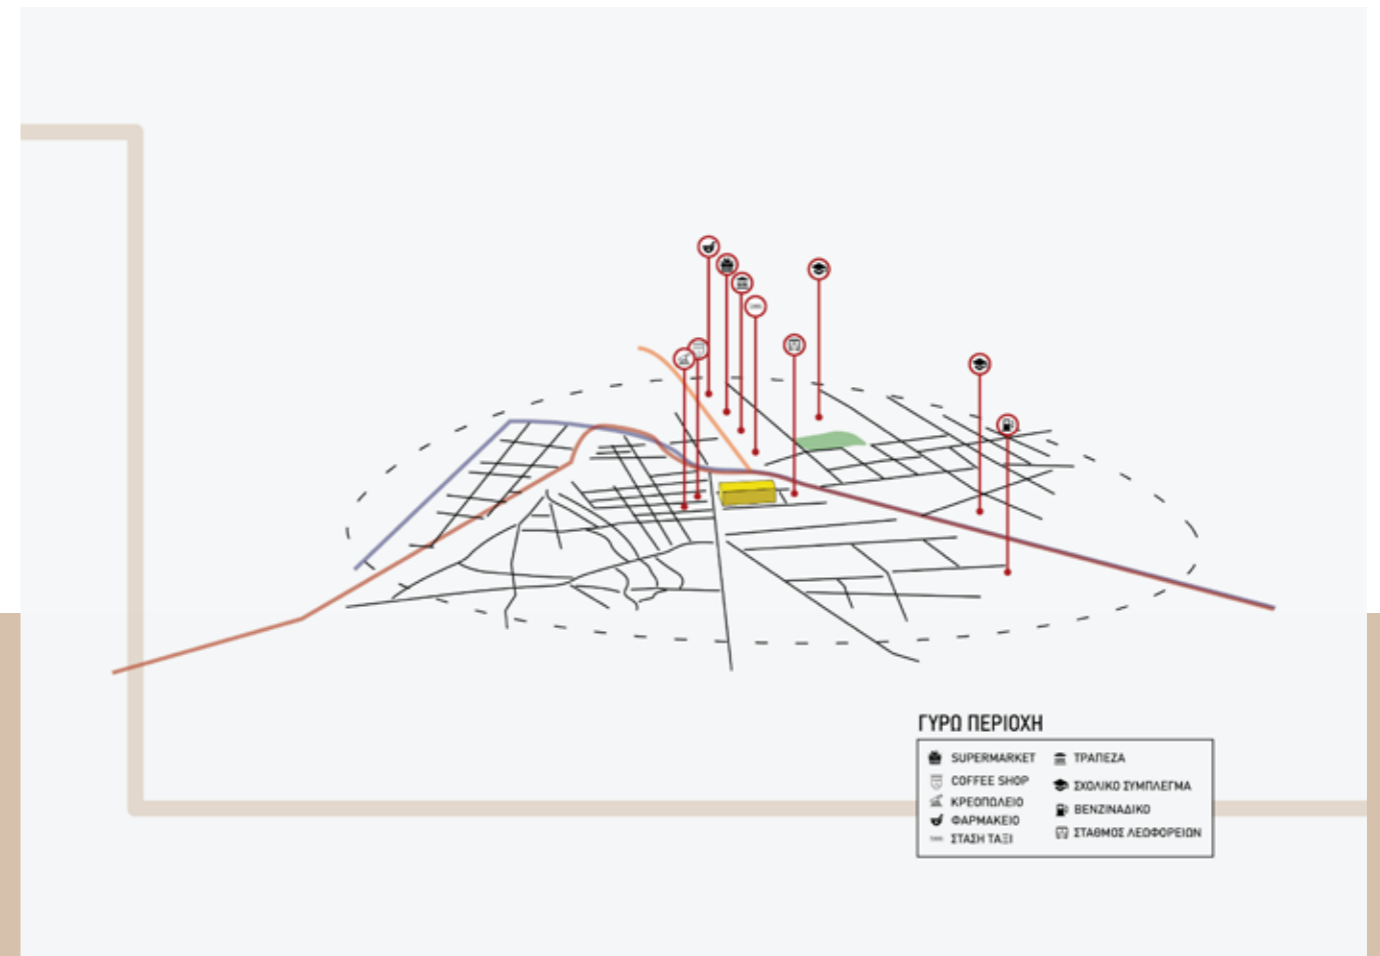 ΓΥΡΩ ΠΕΡΙΟΧΗ
SUPERMARKET
COFFEE SHOP
ΚΡΕΟΠΩΛΕΙΟ
ΦΑΡΜΑΚΕΙΟ
ΣΤΑΣΗ ΤΑΞΙ
ΤΡΑΠΕΖΑ
ΣΧΟΛΙΚΟ ΣΥΜΠΛΕΓΜΑ
ΒΕΝΖΙΝΑΔΙΚΟ
ΣΤΑΘΜΟΣ ΛΕΩΦΟΡΕΙΩΝ